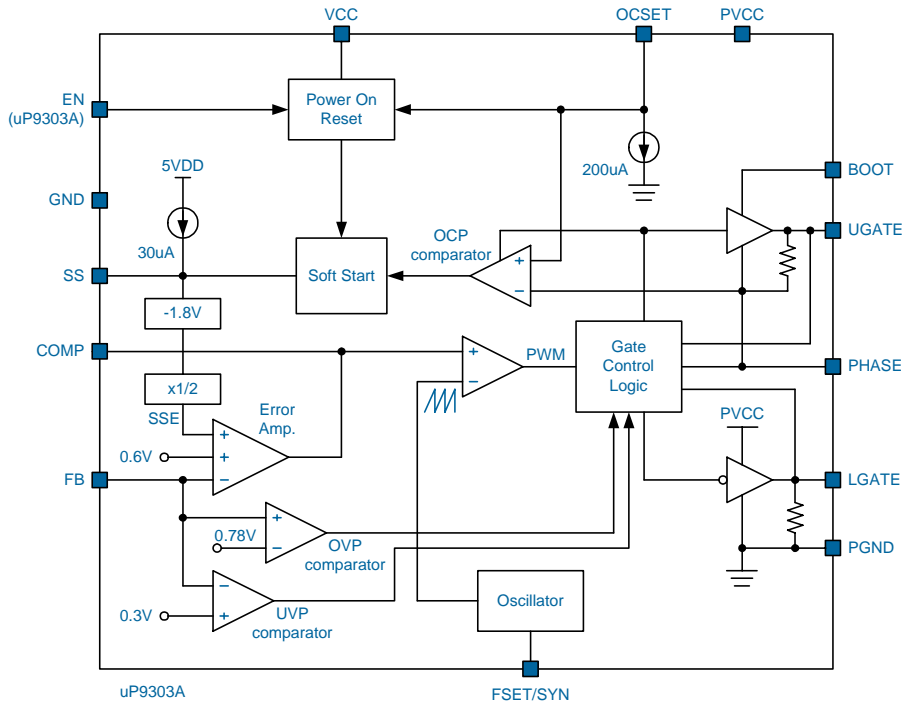 VCC
OCSET
PVCC
EN
(uP9303A)
Power On
Reset
5VDD
200uA
BOOT
GND
30uA
OCP
comparator
+
−
UGATE
SS
Soft Start
-1.8V
COMP
+
−
PWM
Gate
Control
Logic
PHASE
x1/2
SSE
Error
Amp.
PVCC
+
+
−
0.6V
FB
LGATE
0.78V
+
−
OVP
comparator
PGND
−
+
0.3V
UVP
comparator
Oscillator
uP9303A
FSET/SYN